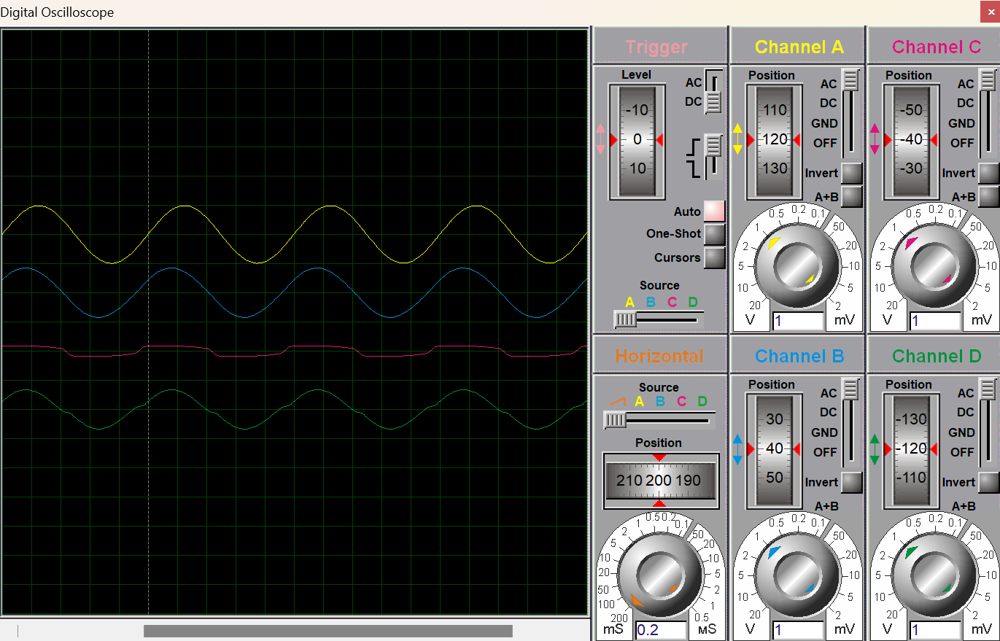 Digital Oscilloscope
Trigger
Level
-10
0
10
AC
DC
Auto
One-Shot
Cursors
Source
A B C D
Channel A
Position
110
120
130
AC
DC
GND
OFF
Invert
A+B
20 10 5 2 1 0.5 0.2 0.1 50 20 10 5 2
V
1
mV
Channel C
Position
-50
-40
-30
AC
DC
GND
OFF
Invert
A+B
20 10 5 2 1 0.5 0.2 0.1 50 20 10 5 2
V
1
mV
Horizontal
Source
A B C D
Position
210 200 190
200 100 50 20 10 5 2 1 0.5 0.2 0.1 50 20 10 5 2 1 0.5
mS
0.2
мS
Channel B
Position
30
40
50
AC
DC
GND
OFF
Invert
A+B
20 10 5 2 1 0.5 0.2 0.1 50 20 10 5 2
V
1
mV
Channel D
Position
-130
-120
-110
AC
DC
GND
OFF
Invert
A+B
20 10 5 2 1 0.5 0.2 0.1 50 20 10 5 2
V
1
mV